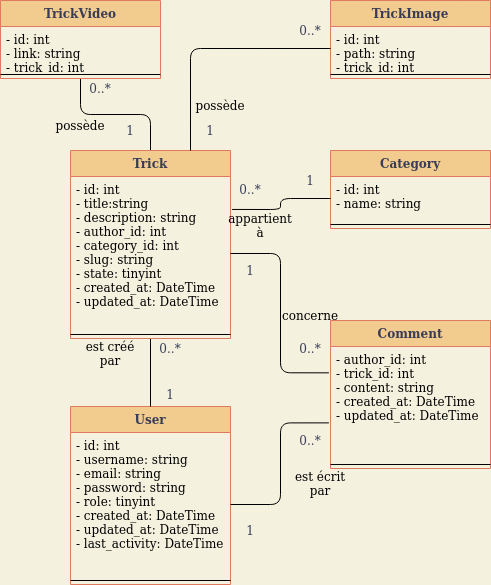 TrickVideo
- id: int
- link: string
- trick_id: int
0..*
possède
1
TrickImage
- id: int
- path: string
- trick_id: int
0..*
possède
1
Trick
- id: int
- title:string
- description: string
- author_id: int
- category_id: int
- slug: string
- state: tinyint
- created_at: DateTime
- updated_at: DateTime
0..*
1
appartient
à
Category
- id: int
- name: string
1
concerne
0..*
Comment
- author_id: int
- trick_id: int
- content: string
- created_at: DateTime
- updated_at: DateTime
est créé
par
0..*
1
User
- id: int
- username: string
- email: string
- password: string
- role: tinyint
- created_at: DateTime
- updated_at: DateTime
- last_activity: DateTime
0..*
est écrit
par
1